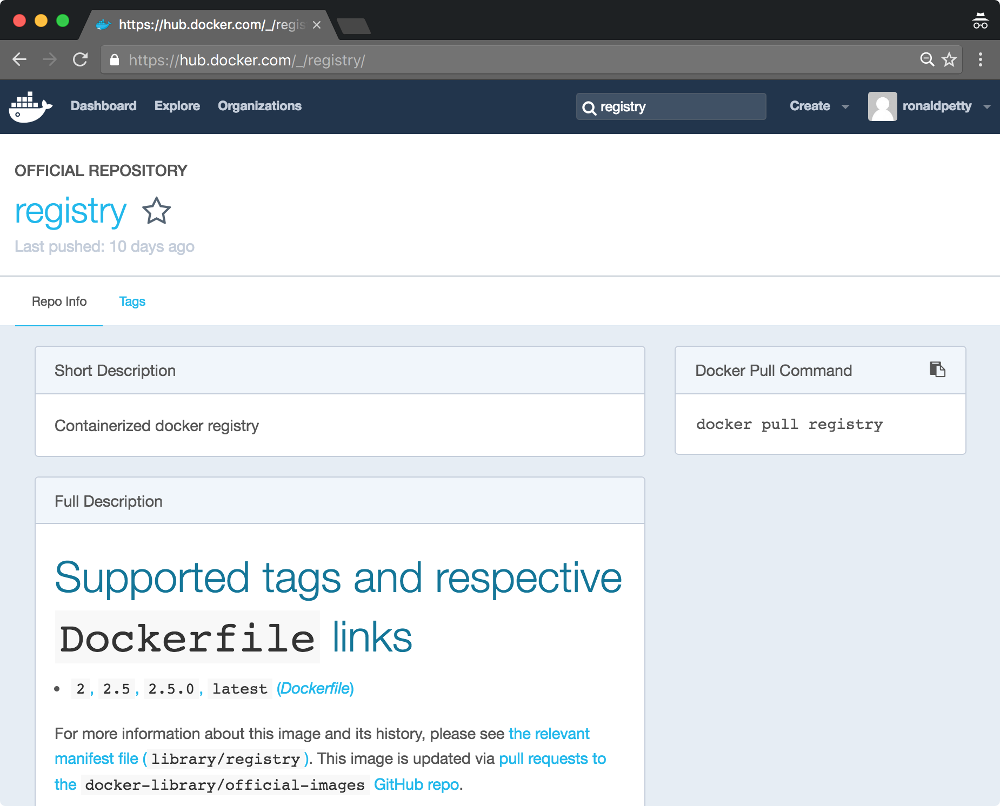 https://hub.docker.com/_/regis
https://hub.docker.com/_/registry/
Dashboard Explore Organizations registry Create ronaldpetty
OFFICIAL REPOSITORY
registry
Last pushed: 10 days ago
Repo Info Tags
Short Description
Containerized docker registry
Docker Pull Command
docker pull registry
Full Description
Supported tags and respective
Dockerfile links
• 2, 2.5, 2.5.0, latest (Dockerfile)
For more information about this image and its history, please see the relevant
manifest file (library/registry). This image is updated via pull requests to
the docker-library/official-images GitHub repo.